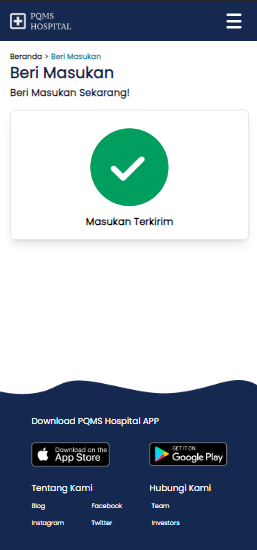 PQMS
HOSPITAL
Beranda > Beri Masukan
Beri Masukan
Beri Masukan Sekarang!
Masukan Terkirim
Download PQMS Hospital APP
Download on the
App Store
GET IT ON
Google Play
Tentang Kami
Hubungi Kami
Blog
Facebook
Team
Instagram
Twitter
Investors